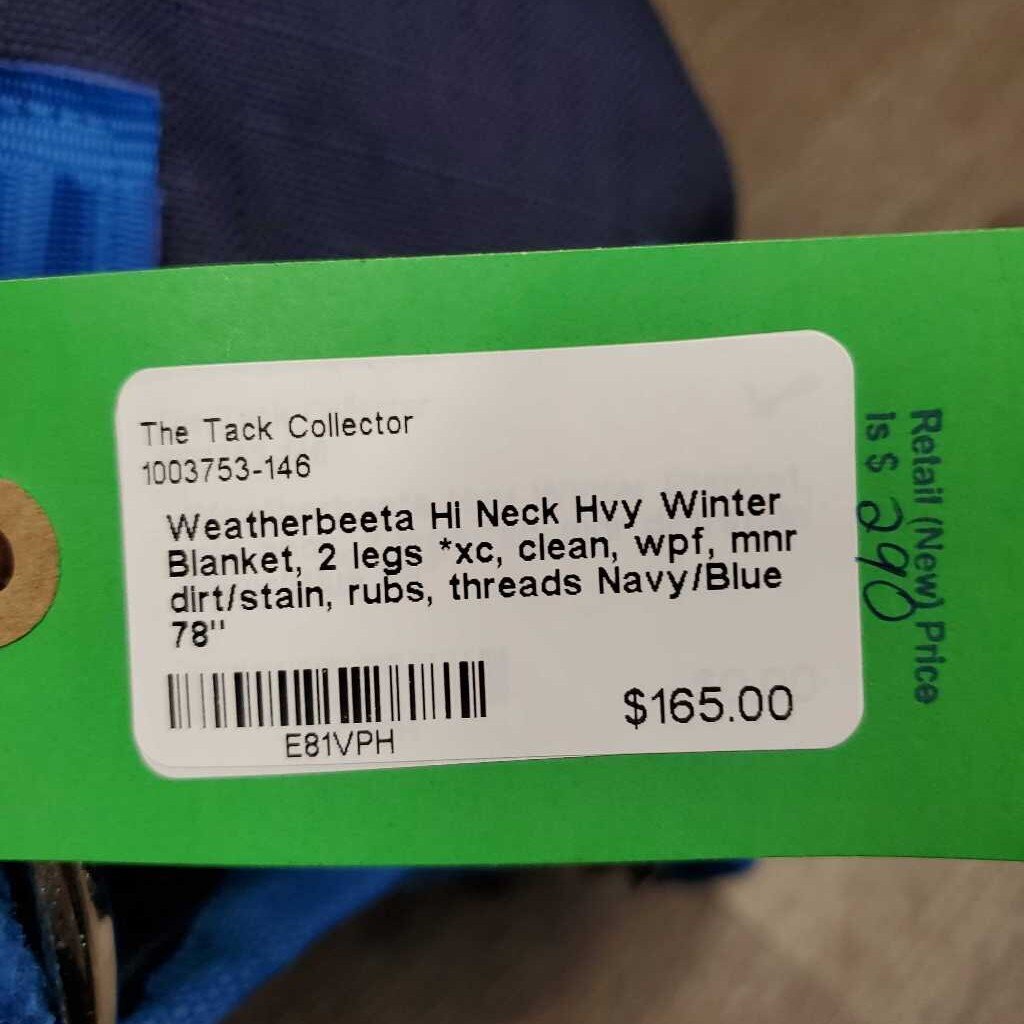 The Tack Collector
1003753-146
Weatherbeeta Hi Neck Hvy Winter
Blanket, 2 legs *xc, clean, wpf, mnr
dirt/stain, rubs, threads Navy/Blue
78"
E81VPH
$165.00
Retail (New) Price
is $ 290